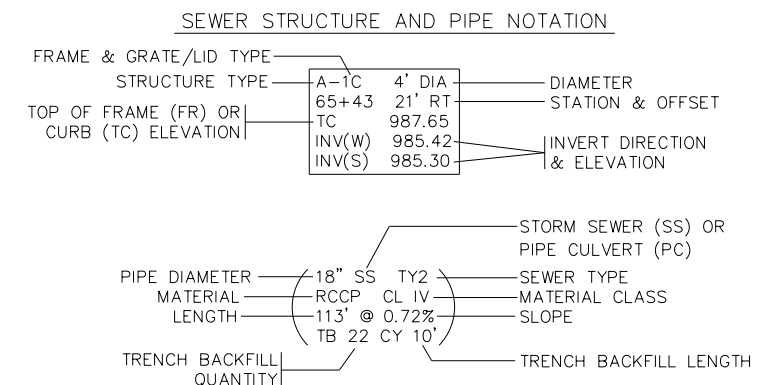 SEWER STRUCTURE AND PIPE NOTATION
FRAME & GRATE/LID TYPE
STRUCTURE TYPE
TOP OF FRAME (FR) OR
CURB (TC) ELEVATION
A-1C 4' DIA
65+43 21' RT
TC 987.65
INV(W) 985.42
INV(S) 985.30
DIAMETER
STATION & OFFSET
INVERT DIRECTION
& ELEVATION
STORM SEWER (SS) OR
PIPE CULVERT (PC)
PIPE DIAMETER
MATERIAL
LENGTH
TRENCH BACKFILL
QUANTITY
18" SS TY2
RCCP CL IV
113' @ 0.72%
TB 22 CY 10'
SEWER TYPE
MATERIAL CLASS
SLOPE
TRENCH BACKFILL LENGTH